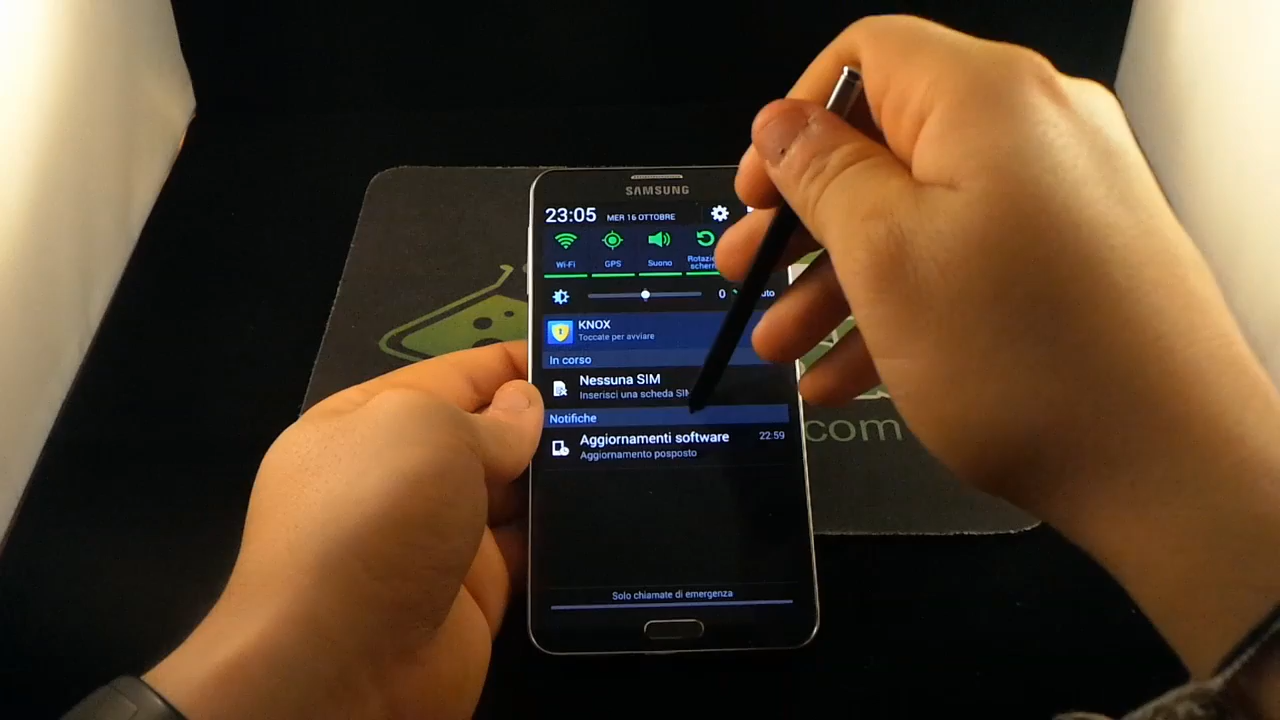 SAMSUNG
23:05 MER 16 OTTOBRE
Wi-Fi GPS Suono
0
KNOX
Toccate per avviare
In corso
Nessuna SIM
Inserisci una scheda
Notifiche
Aggiornamenti software 22:59
Aggiornamento posposto
Solo chiamate di emergenza
com